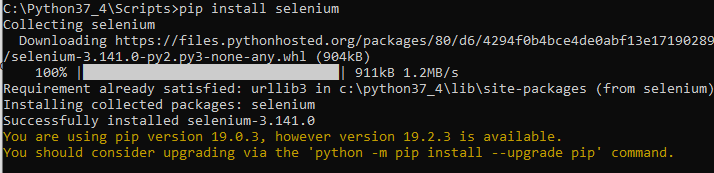 C:\Python37_4\Scripts>pip install selenium
Collecting selenium
  Downloading https://files.pythonhosted.org/packages/80/d6/4294f0b4bce4de0abf13e17190289
/selenium-3.141.0-py2.py3-none-any.whl (904kB)
    100% || 911kB 1.2MB/s
Requirement already satisfied: urllib3 in c:\python37_4\lib\site-packages (from selenium)
Installing collected packages: selenium
Successfully installed selenium-3.141.0
You are using pip version 19.0.3, however version 19.2.3 is available.
You should consider upgrading via the 'python -m pip install --upgrade pip' command.